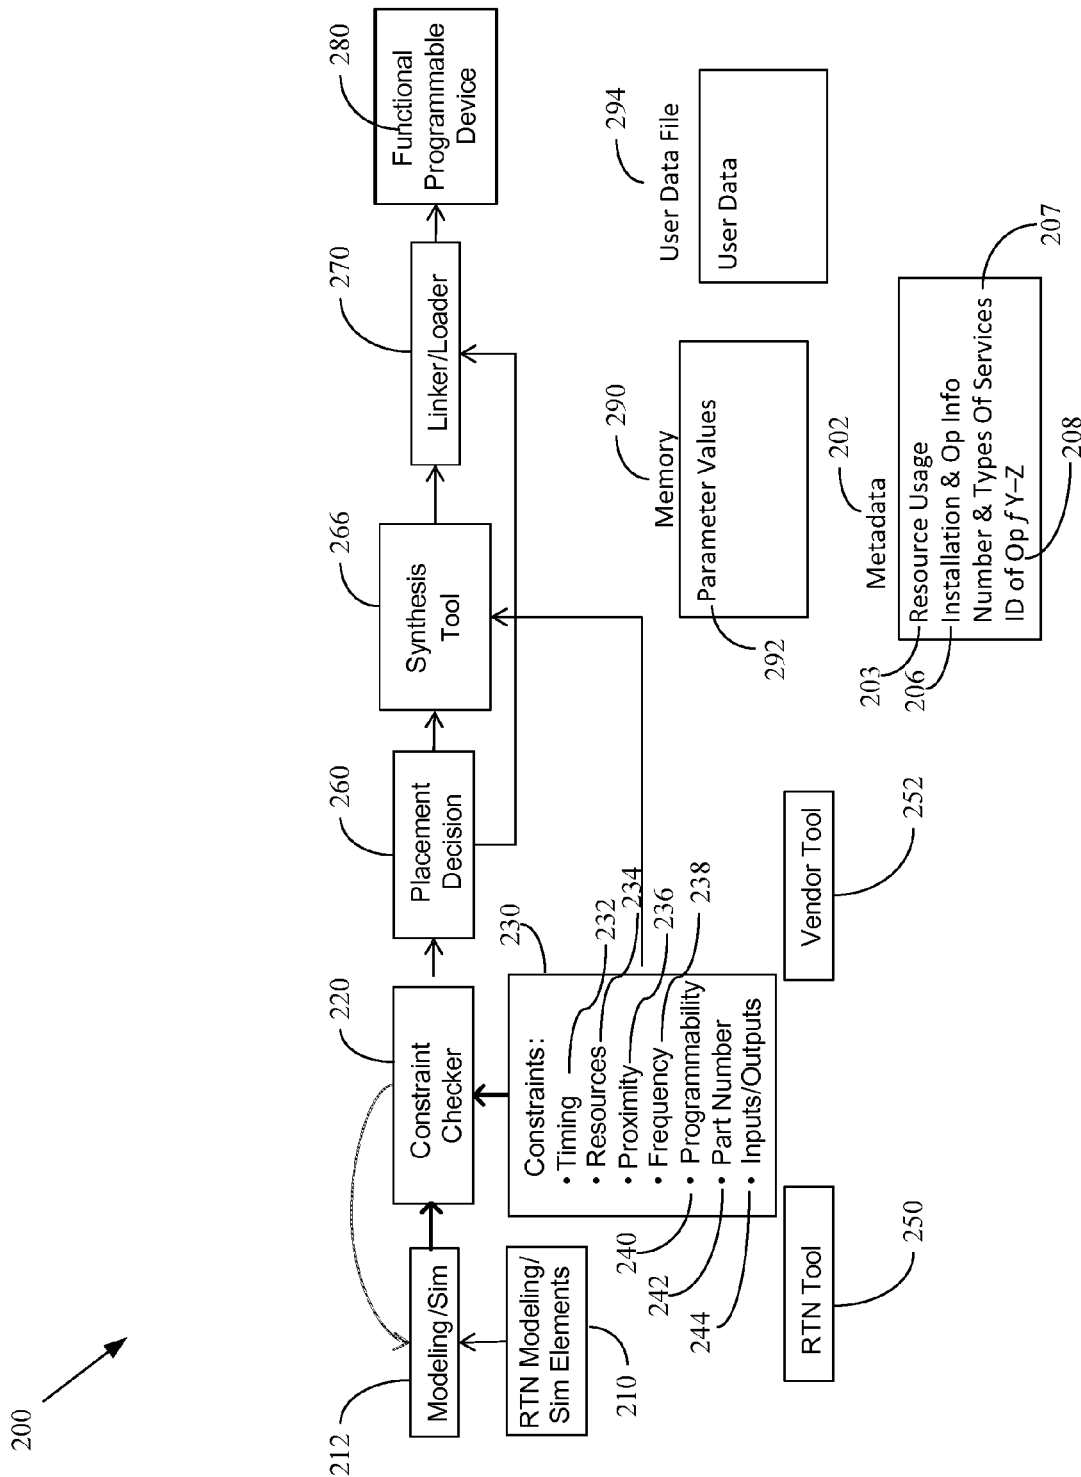 200
212
Modeling/Sim
RTN Modeling/
Sim Elements
210
220
Constraint
Checker
230
Constraints:
• Timing
• Resources
• Proximity
• Frequency
• Programmability
• Part Number
• Inputs/Outputs
232
234
236
238
240
242
244
RTN Tool
250
Vendor Tool
252
260
Placement
Decision
266
Synthesis
Tool
270
Linker/Loader
280
Functional
Programmable
Device
290
Memory
Parameter Values
292
294
User Data File
User Data
202
Metadata
Resource Usage
Installation & Op Info
Number & Types Of Services
ID of Op ƒ Y–Z
203
206
207
208